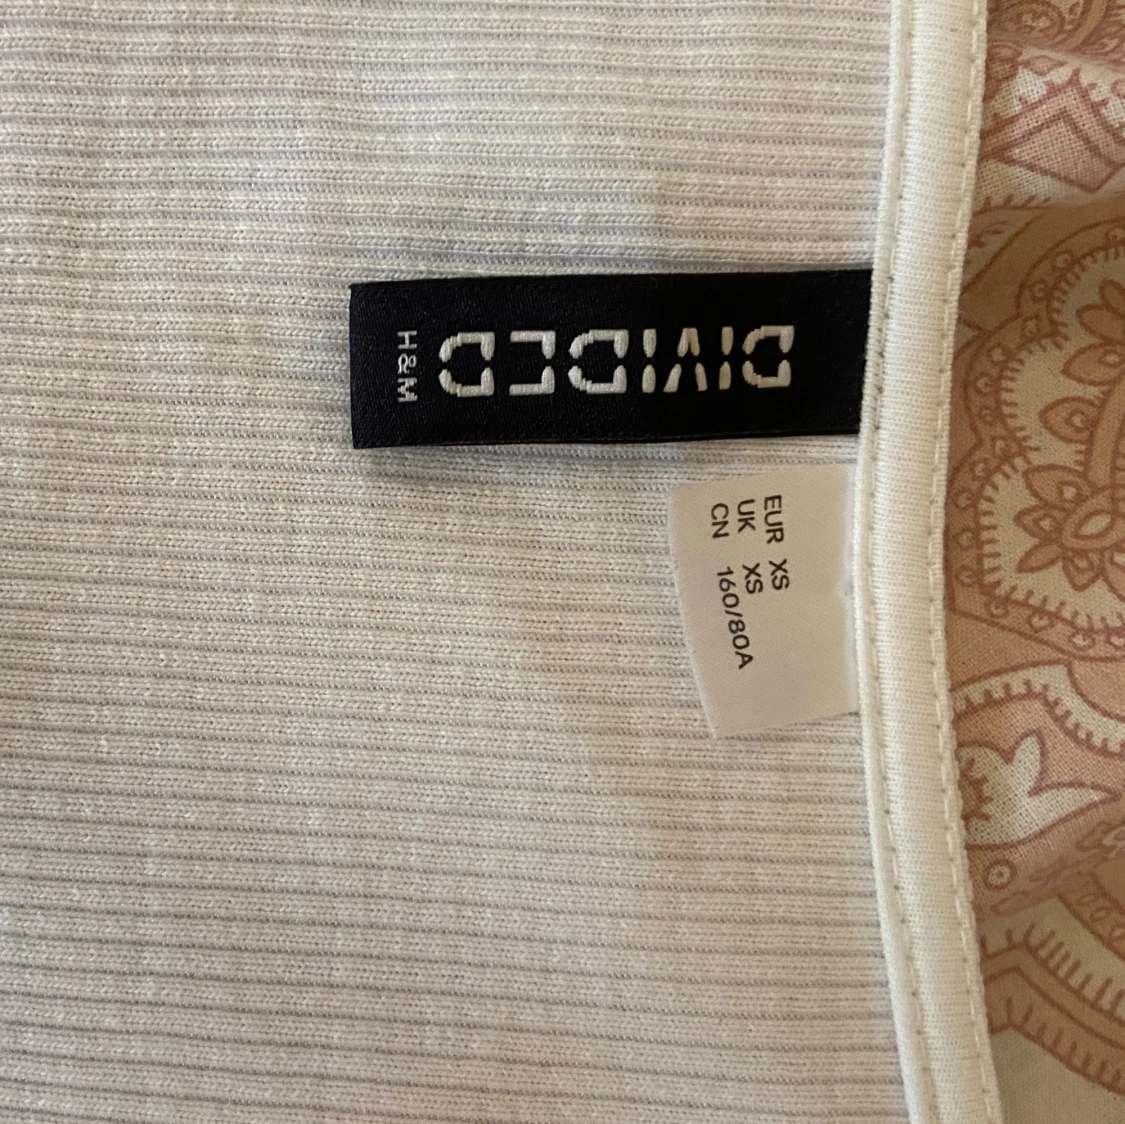 DIVIDED
H&M
EUR XS
UK XS
CN 160/80A